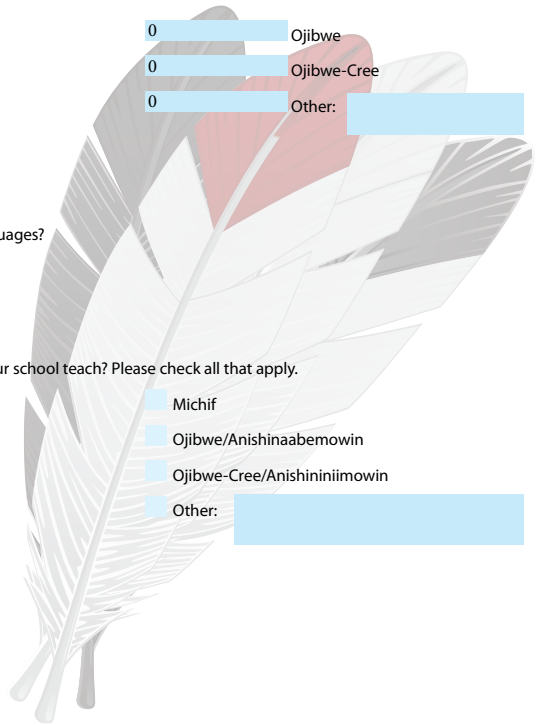 0 Ojibwe
0 Ojibwe-Cree
0 Other:
uages?
ur school teach? Please check all that apply.
Michif
Ojibwe/Anishinaabemowin
Ojibwe-Cree/Anishininiimowin
Other: